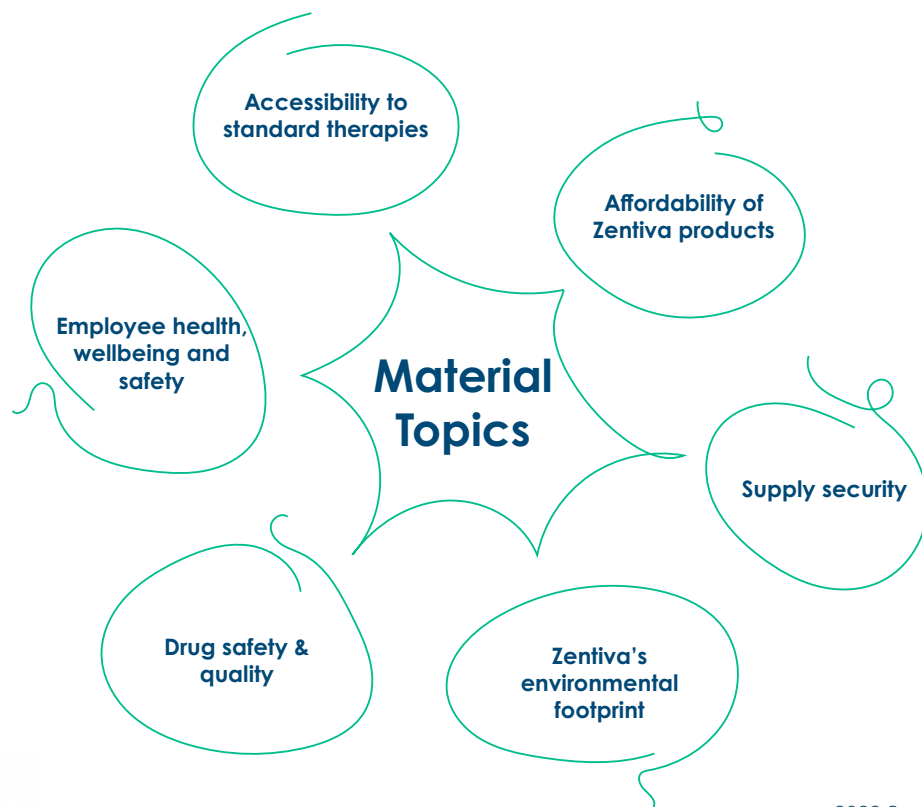 Accessibility to
standard therapies
Affordability of
Zentiva products
Employee health,
wellbeing and
safety
Material
Topics
Supply security
Drug safety &
quality
Zentiva’s
environmental
footprint